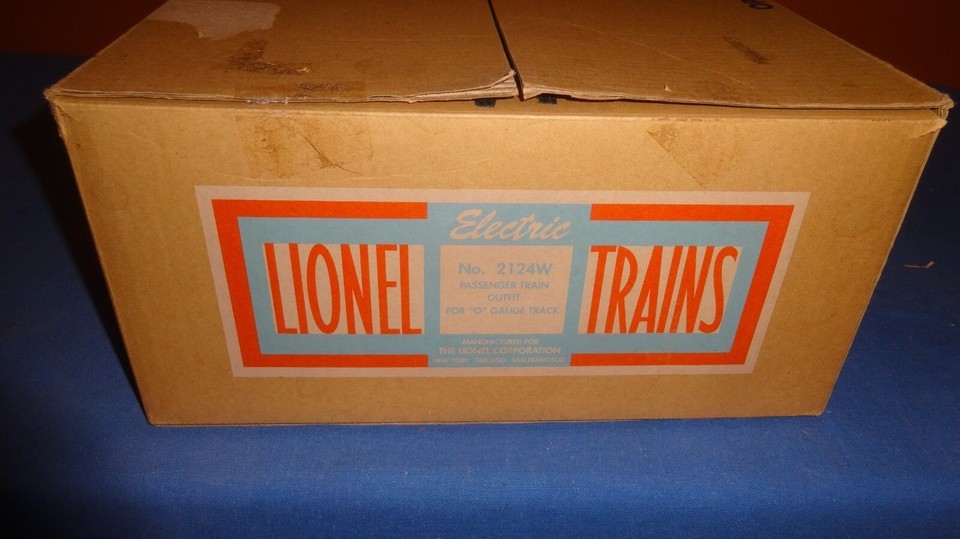 Electric
LIONEL TRAINS
No. 2124W
PASSENGER TRAIN
OUTFIT
FOR "O" GAUGE TRACK
MANUFACTURED FOR
THE LIONEL CORPORATION
NEW YORK CHICAGO SAN FRANCISCO